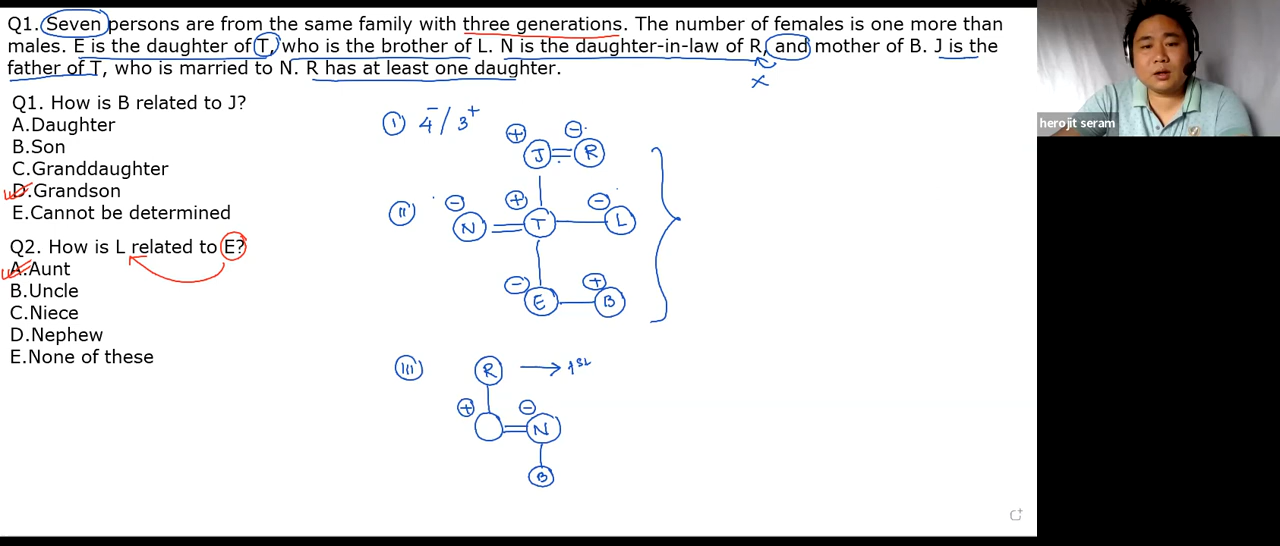 Q1. Seven persons are from the same family with three generations. The number of females is one more than
males. E is the daughter of T, who is the brother of L. N is the daughter-in-law of R, and mother of B. J is the
father of T, who is married to N. R has at least one daughter.
x
Q1. How is B related to J?
A.Daughter
B.Son
C.Granddaughter
D.Grandson
E.Cannot be determined
Q2. How is L related to E?
A.Aunt
B.Uncle
C.Niece
D.Nephew
E.None of these
I 4⁻/3⁺
+ −
J = R
II − + −
N = T — L
− +
E — B
III R → 1st
+ −
= N
B
herojit seram